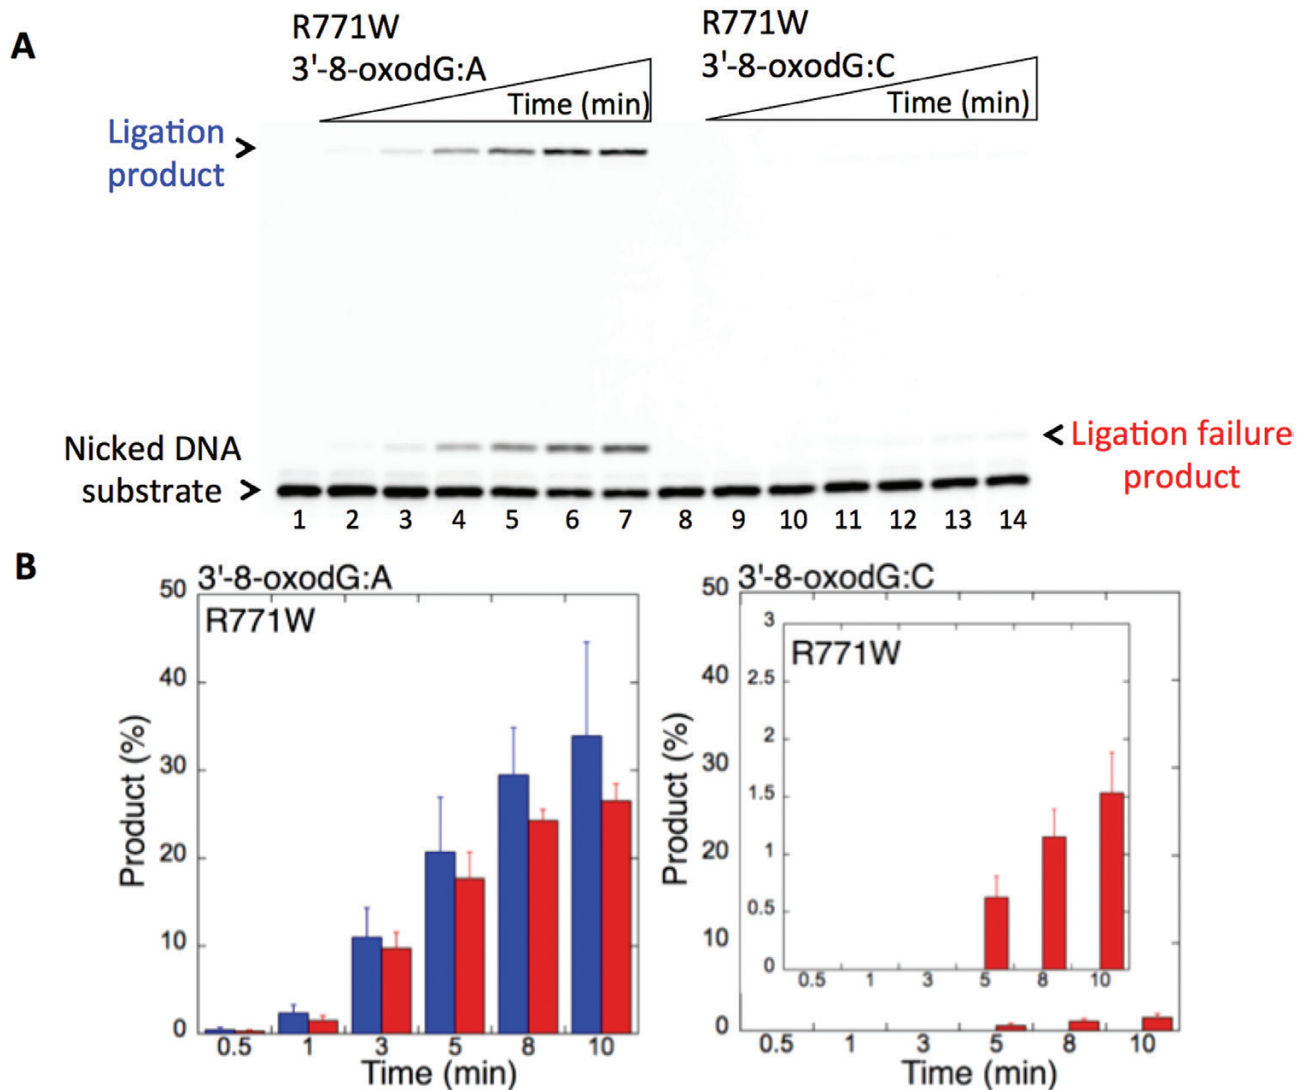 A
R771W
3'-8-oxodG:A
Time (min)
R771W
3'-8-oxodG:C
Time (min)
Ligation
product >
Nicked DNA
substrate >
< Ligation failure
product
1 2 3 4 5 6 7 8 9 10 11 12 13 14
B
3'-8-oxodG:A
R771W
Product (%)
50
40
30
20
10
0
0.5 1 3 5 8 10
Time (min)
3'-8-oxodG:C
Product (%)
50
40
30
20
10
0
R771W
3
2.5
2
1.5
1
0.5
0
0.5 1 3 5 8 10
0.5 1 3 5 8 10
Time (min)